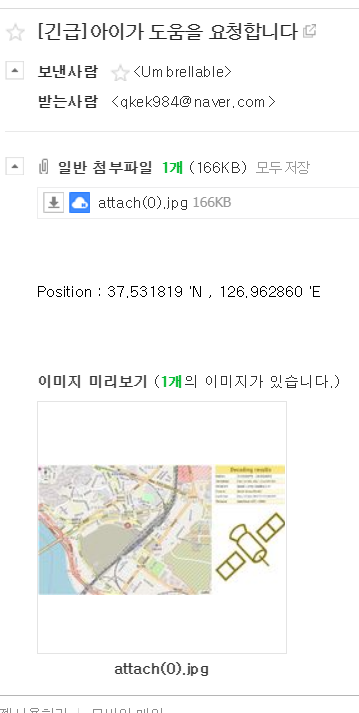 [긴급]아이가 도움을 요청합니다
보낸사람 <Umbrellable>
받는사람 <qkek984@naver.com>
일반 첨부파일 1개 (166KB) 모두 저장
attach(0).jpg 166KB
Position : 37.531819 'N , 126.962860 'E
이미지 미리보기 (1개의 이미지가 있습니다.)
Decoding results
attach(0).jpg